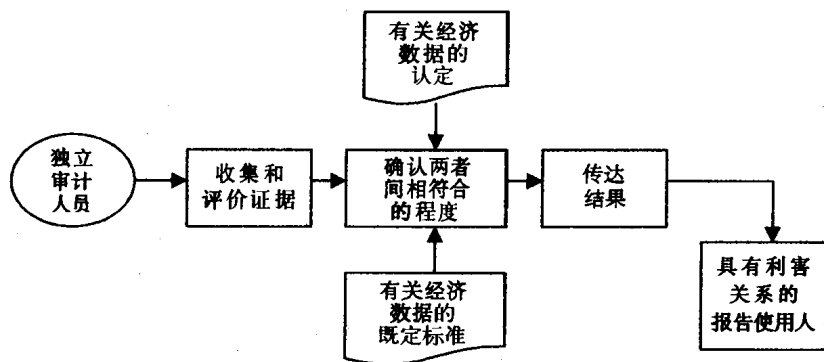 有关经济
数据的
认定
独立
审计
人员
收集和
评价证据
确认两者
间相符合
的程度
传达
结果
有关经济
数据的
既定标准
具有利害
关系的
报告使用人